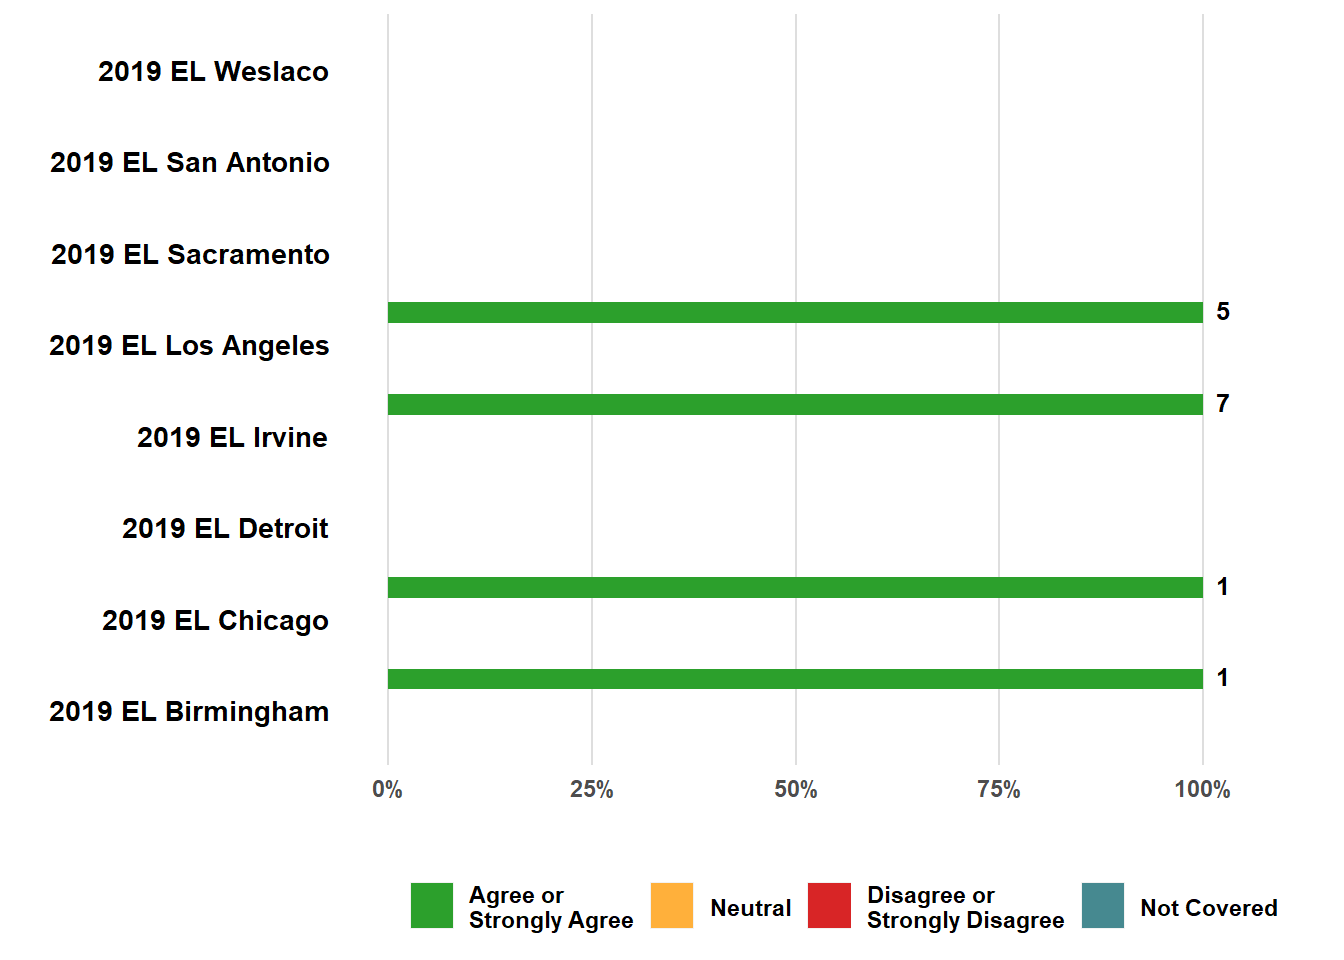 2019 EL Weslaco
2019 EL San Antonio
2019 EL Sacramento
5
2019 EL Los Angeles
7
2019 EL Irvine
2019 EL Detroit
1
2019 EL Chicago
1
2019 EL Birmingham
0% 25% 50% 75% 100%
Agree or
Strongly Agree
Neutral
Disagree or
Strongly Disagree
Not Covered